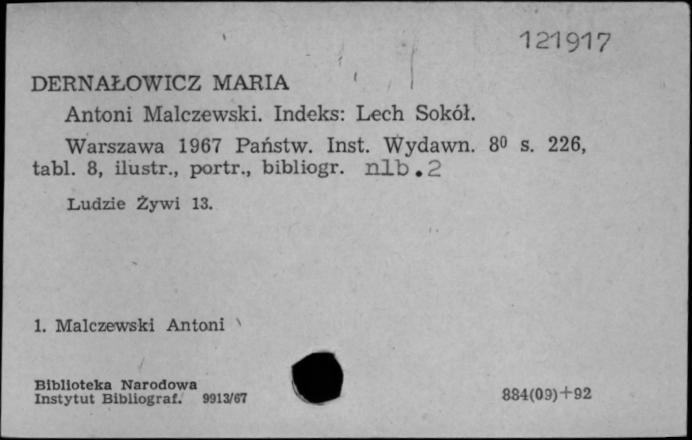 121917
DERNAŁOWICZ MARIA
Antoni Malczewski. Indeks: Lech Sokół.
Warszawa 1967 Państw. Inst. Wydawn. 8⁰ s. 226,
tabl. 8, ilustr., portr., bibliogr. nlb.2
Ludzie Żywi 13.
1. Malczewski Antoni
Biblioteka Narodowa
Instytut Bibliograf. 9913/67
884(09)+92